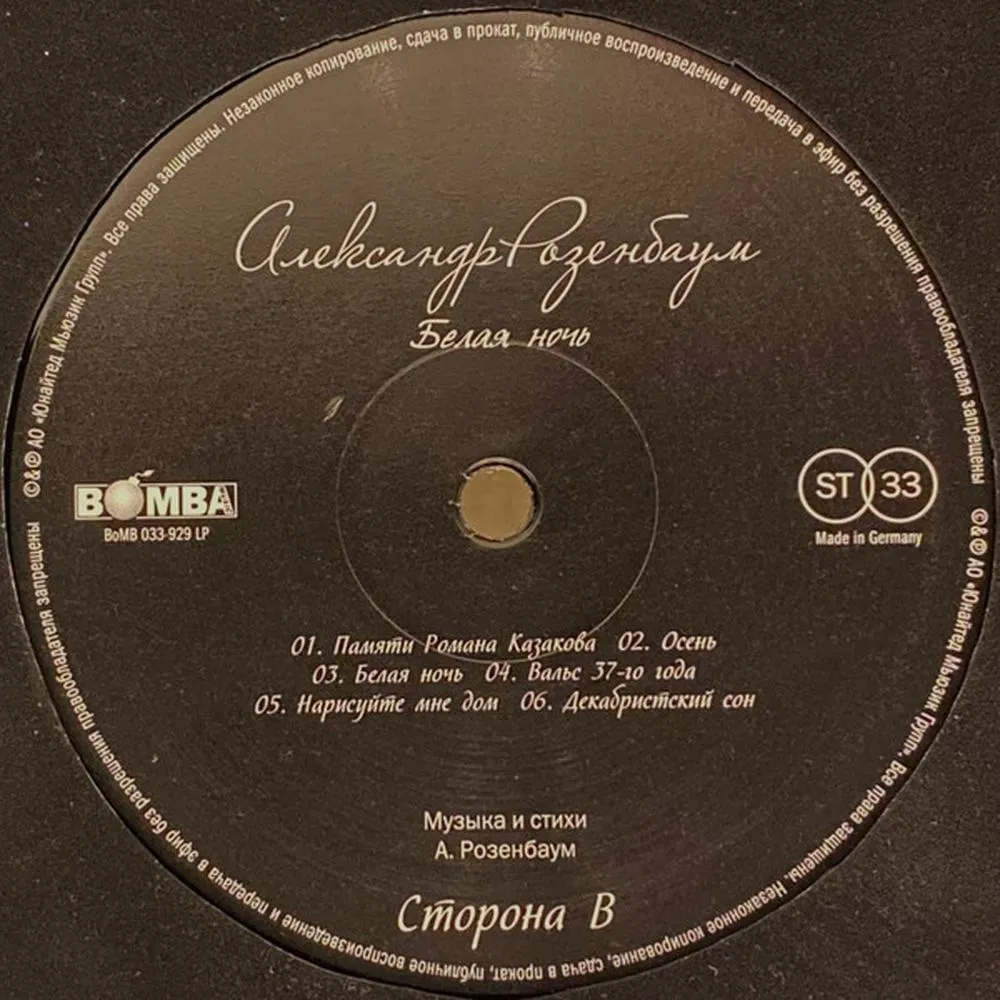 ©&℗ АО «Юнайтед Мьюзик Групп». Все права защищены. Незаконное копирование, сдача в прокат, публичное воспроизведение и передача в эфир без разрешения правообладателя запрещены
©&℗ АО «Юнайтед Мьюзик Групп». Все права защищены. Незаконное копирование, сдача в прокат, публичное воспроизведение и передача в эфир без разрешения правообладателя запрещены
Александр Розенбаум
Белая ночь
BOMBA
BoMB 033-929 LP
ST 33
Made in Germany
01. Памяти Романа Казакова 02. Осень
03. Белая ночь 04. Вальс 37-го года
05. Нарисуйте мне дом 06. Декабристский сон
Музыка и стихи
А. Розенбаум
Сторона В